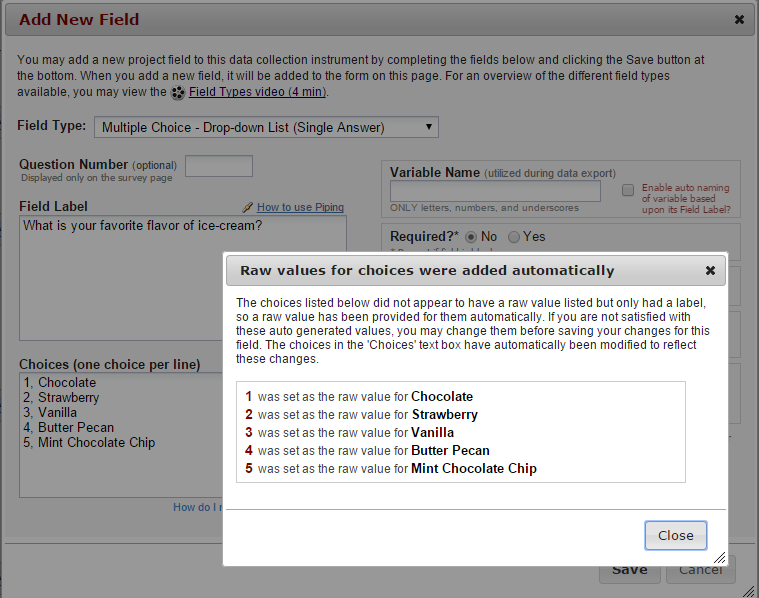 Add New Field
You may add a new project field to this data collection instrument by completing the fields below and clicking the Save button at
the bottom. When you add a new field, it will be added to the form on this page. For an overview of the different field types
available, you may view the Field Types video (4 min).
Field Type: Multiple Choice - Drop-down List (Single Answer)
Question Number (optional)
Displayed only on the survey page
Field Label How to use Piping
What is your favorite flavor of ice-cream?
Choices (one choice per line)
1, Chocolate
2, Strawberry
3, Vanilla
4, Butter Pecan
5, Mint Chocolate Chip
How do I
Variable Name (utilized during data export)
ONLY letters, numbers, and underscores
Enable auto naming
of variable based
upon its Field Label?
Required?* No Yes
Raw values for choices were added automatically
The choices listed below did not appear to have a raw value listed but only had a label,
so a raw value has been provided for them automatically. If you are not satisfied with
these auto generated values, you may change them before saving your changes for this
field. The choices in the 'Choices' text box have automatically been modified to reflect
these changes.
1 was set as the raw value for Chocolate
2 was set as the raw value for Strawberry
3 was set as the raw value for Vanilla
4 was set as the raw value for Butter Pecan
5 was set as the raw value for Mint Chocolate Chip
Close
Save Cancel